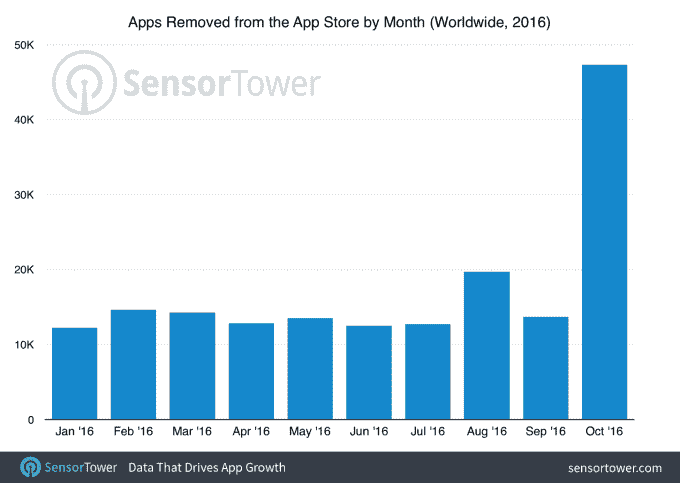 Apps Removed from the App Store by Month (Worldwide, 2016)
50K
SensorTower
40K
30K
20K
10K
0
Jan '16 Feb '16 Mar '16 Apr '16 May '16 Jun '16 Jul '16 Aug '16 Sep '16 Oct '16
SensorTower Data That Drives App Growth sensortower.com